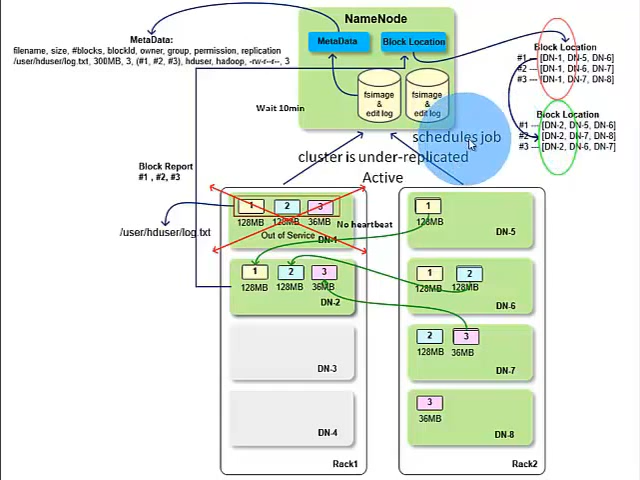 NameNode
MetaData:
filename, size, #blocks, blockId, owner, group, permission, replication
/user/hduser/log.txt, 300MB, 3, (#1, #2, #3), hduser, hadoop, -rw-r--r--, 3
MetaData
Block Location
fsimage
&
edit log
fsimage
&
edit log
Block Location
#1 --- [DN-1, DN-5, DN-6]
#2 --- [DN-1, DN-6, DN-7]
#3 --- [DN-1, DN-7, DN-8]
Block Location
#1 --- [DN-2, DN-5, DN-6]
#2 --- [DN-2, DN-7, DN-8]
#3 --- [DN-2, DN-6, DN-7]
Wait 10min
schedules job
cluster is under-replicated
Active
Block Report
#1 , #2, #3
/user/hduser/log.txt
1
2
3
128MB
128MB
36MB
Out of Service
DN-1
No heartbeat
1
128MB
DN-5
1
2
3
128MB
128MB
36MB
DN-2
1
2
128MB
128MB
DN-6
DN-3
2
3
128MB
36MB
DN-7
DN-4
3
36MB
DN-8
Rack1
Rack2